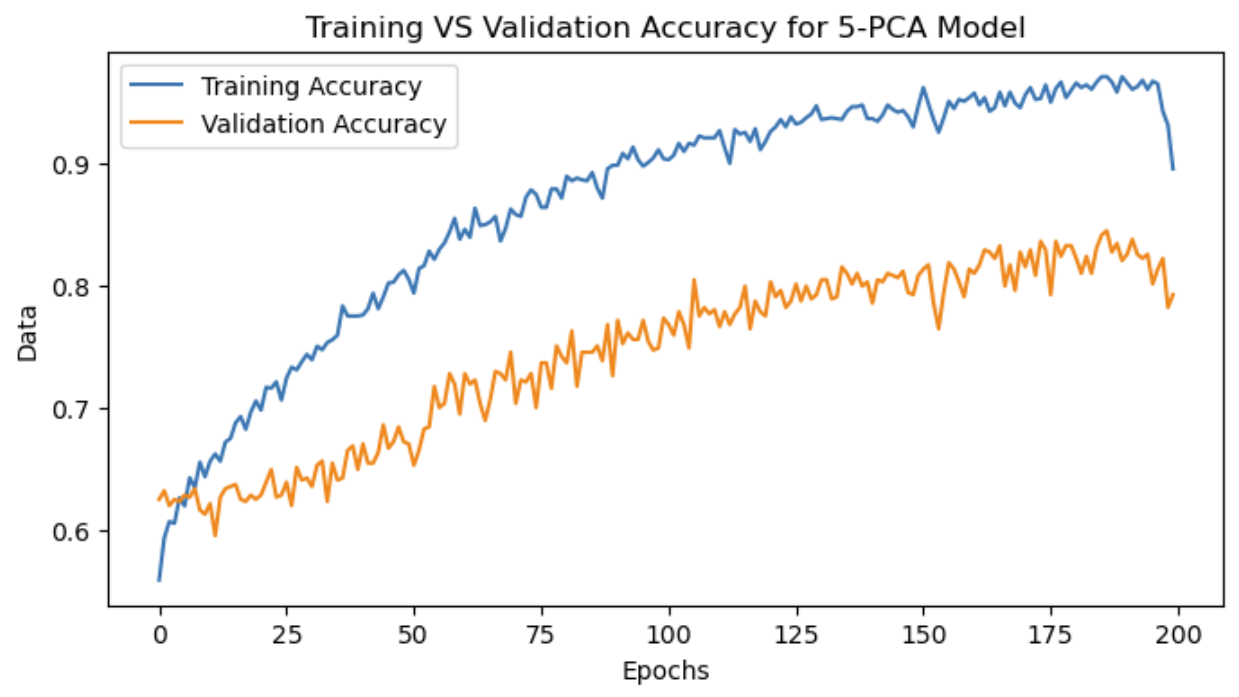 Training VS Validation Accuracy for 5-PCA Model
Training Accuracy
Validation Accuracy
0.9
0.8
0.7
0.6
Data
0 25 50 75 100 125 150 175 200
Epochs